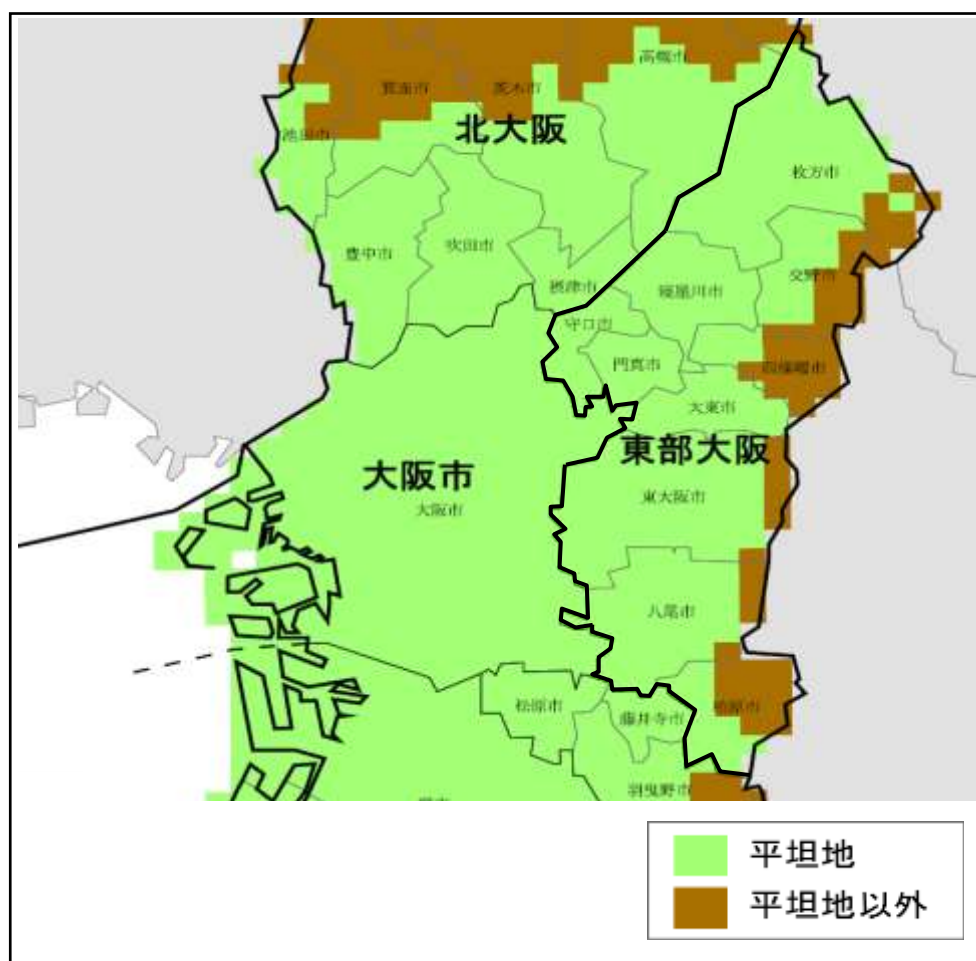 高槻市
箕面市
茨木市
北大阪
池田市
枚方市
豊中市
吹田市
交野市
摂津市
寝屋川市
守口市
門真市
四條畷市
大東市
東部大阪
大阪市
大阪市
東大阪市
八尾市
松原市
藤井寺市
柏原市
羽曳野市
平坦地
平坦地以外